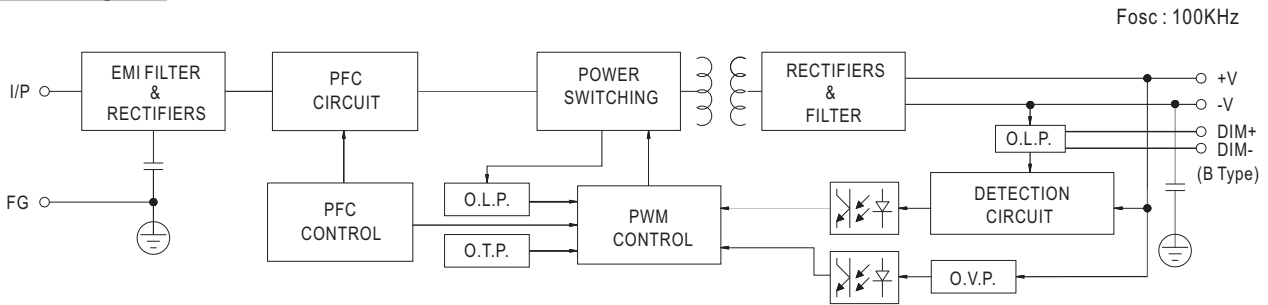 Fosc : 100KHz
I/P
EMI FILTER
&
RECTIFIERS
PFC
CIRCUIT
POWER
SWITCHING
RECTIFIERS
&
FILTER
+V
-V
DIM+
DIM-
(B Type)
O.L.P.
FG
PFC
CONTROL
O.L.P.
O.T.P.
PWM
CONTROL
DETECTION
CIRCUIT
O.V.P.